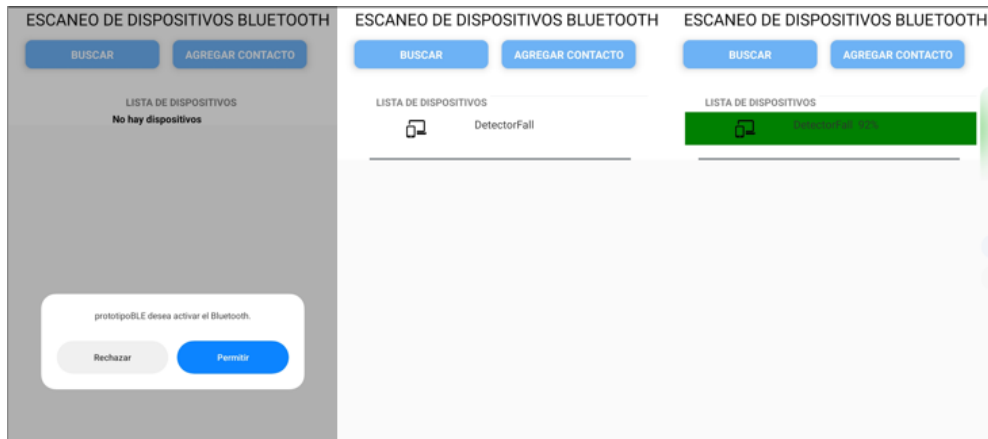 ESCANEO DE DISPOSITIVOS BLUETOOTH
BUSCAR
AGREGAR CONTACTO
LISTA DE DISPOSITIVOS
No hay dispositivos
prototipoBLE desea activar el Bluetooth.
Rechazar
Permitir
ESCANEO DE DISPOSITIVOS BLUETOOTH
BUSCAR
AGREGAR CONTACTO
LISTA DE DISPOSITIVOS
DetectorFall
ESCANEO DE DISPOSITIVOS BLUETOOTH
BUSCAR
AGREGAR CONTACTO
LISTA DE DISPOSITIVOS
DetectorFall 92%